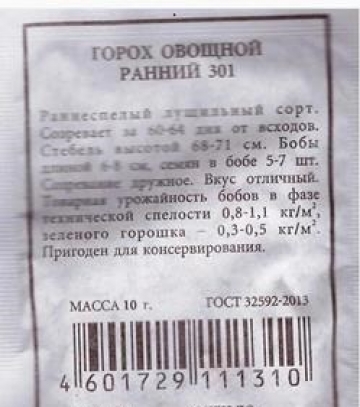 ГОРОХ ОВОЩНОЙ
РАННИЙ 301
Раннеспелый лущильный сорт.
Созревает за 60-64 дня от всходов.
Стебель высотой 68-71 см. Бобы
длиной 6-8 см, семян в бобе 5-7 шт.
Созревание дружное. Вкус отличный.
Товарная урожайность бобов в фазе
технической спелости 0,8-1,1 кг/м²,
зеленого горошка – 0,3-0,5 кг/м².
Пригоден для консервирования.
МАССА 10 г. ГОСТ 32592-2013
4 601729 111310